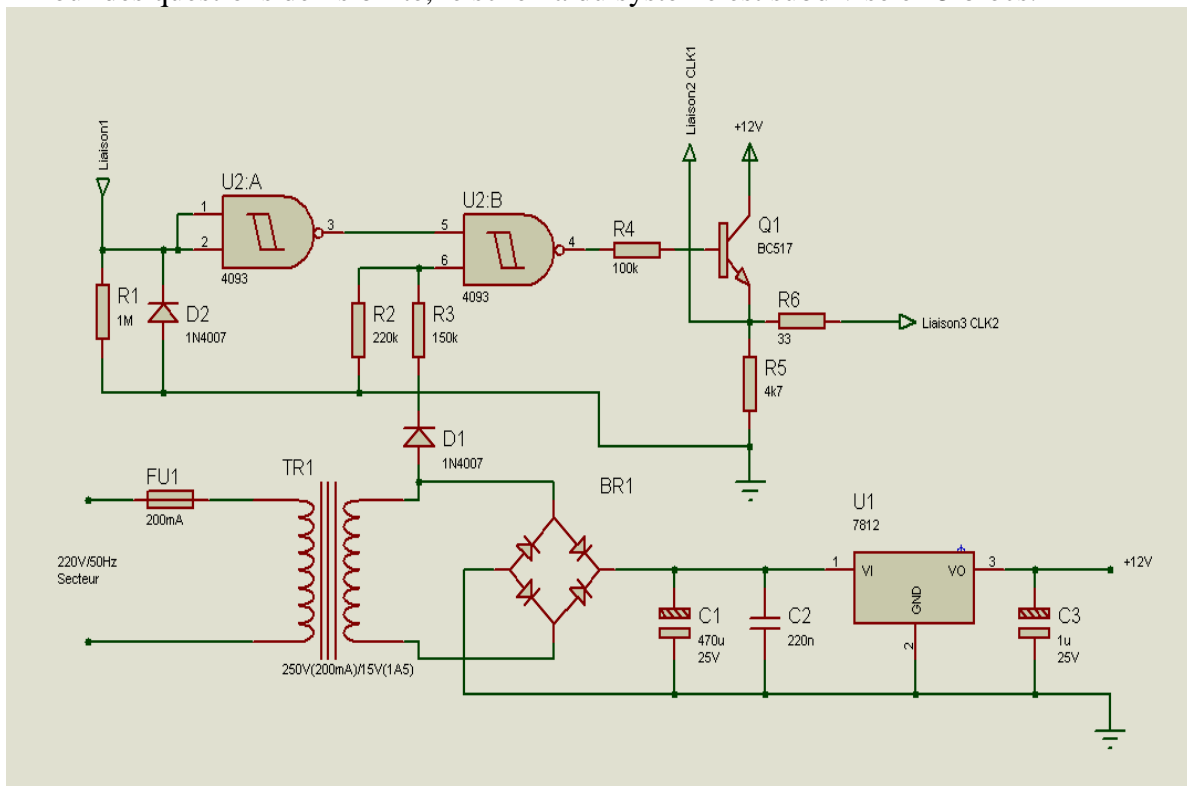 Liaison1
U2:A
1
2
3
4093
R1
1M
D2
1N4007
U2:B
5
6
4
4093
R2
220k
R3
150k
R4
100k
Liaison2 CLK1
+12V
Q1
BC517
R6
33
Liaison3 CLK2
R5
4k7
D1
1N4007
FU1
200mA
TR1
220V/50Hz
Secteur
250V(200mA)/15V(1A5)
BR1
C1
470u
25V
C2
220n
U1
7812
1
VI
VO
3
GND
2
+12V
C3
1u
25V